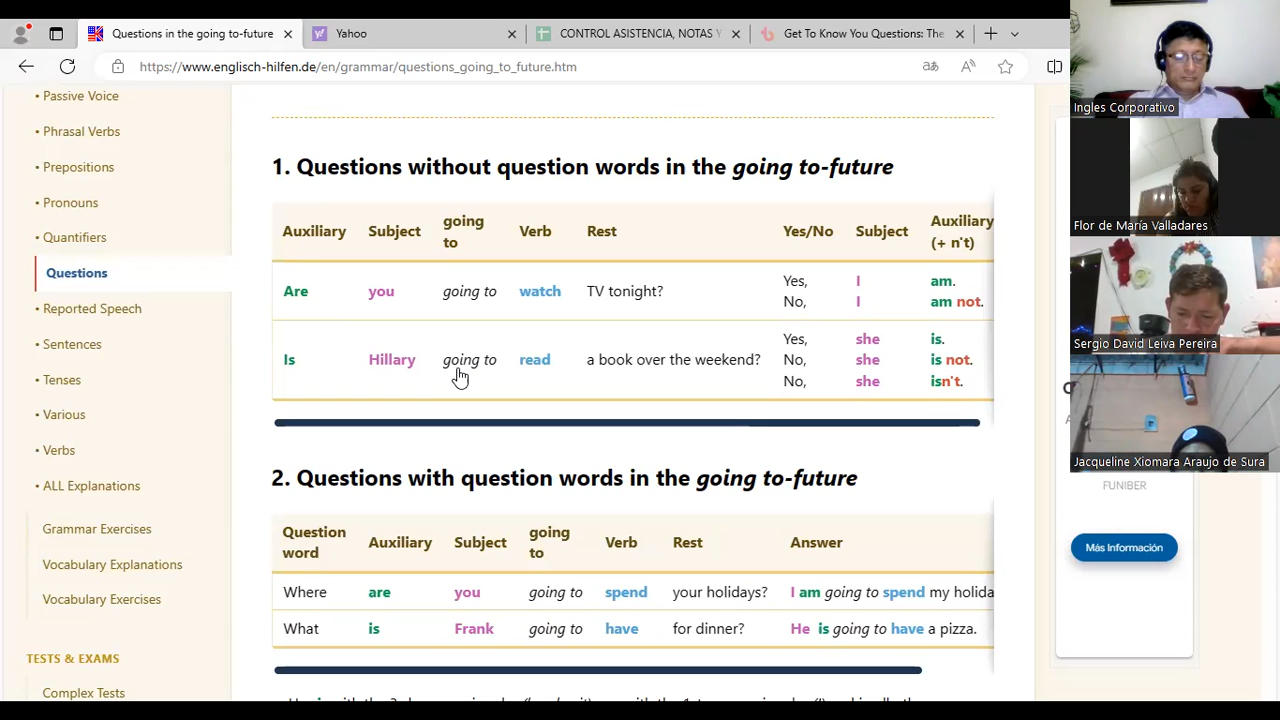 Questions in the going to-future
Yahoo
CONTROL ASISTENCIA, NOTAS
Get To Know You Questions: The
https://www.englisch-hilfen.de/en/grammar/questions_going_to_future.htm
• Passive Voice
• Phrasal Verbs
• Prepositions
• Pronouns
• Quantifiers
Questions
• Reported Speech
• Sentences
• Tenses
• Various
• Verbs
• ALL Explanations
Grammar Exercises
Vocabulary Explanations
Vocabulary Exercises
TESTS & EXAMS
Complex Tests
1. Questions without question words in the going to-future
Auxiliary Subject going to Verb Rest Yes/No Subject Auxiliary (+ n't)
Are you going to watch TV tonight? Yes, I am.
No, I am not.
Is Hillary going to read a book over the weekend? Yes, she is.
No, she is not.
No, she isn't.
2. Questions with question words in the going to-future
Question word Auxiliary Subject going to Verb Rest Answer
Where are you going to spend your holidays? I am going to spend my holida
What is Frank going to have for dinner? He is going to have a pizza.
Ingles Corporativo
Flor de María Valladares
Sergio David Leiva Pereira
Jacqueline Xiomara Araujo de Sura
FUNIBER
Más Información